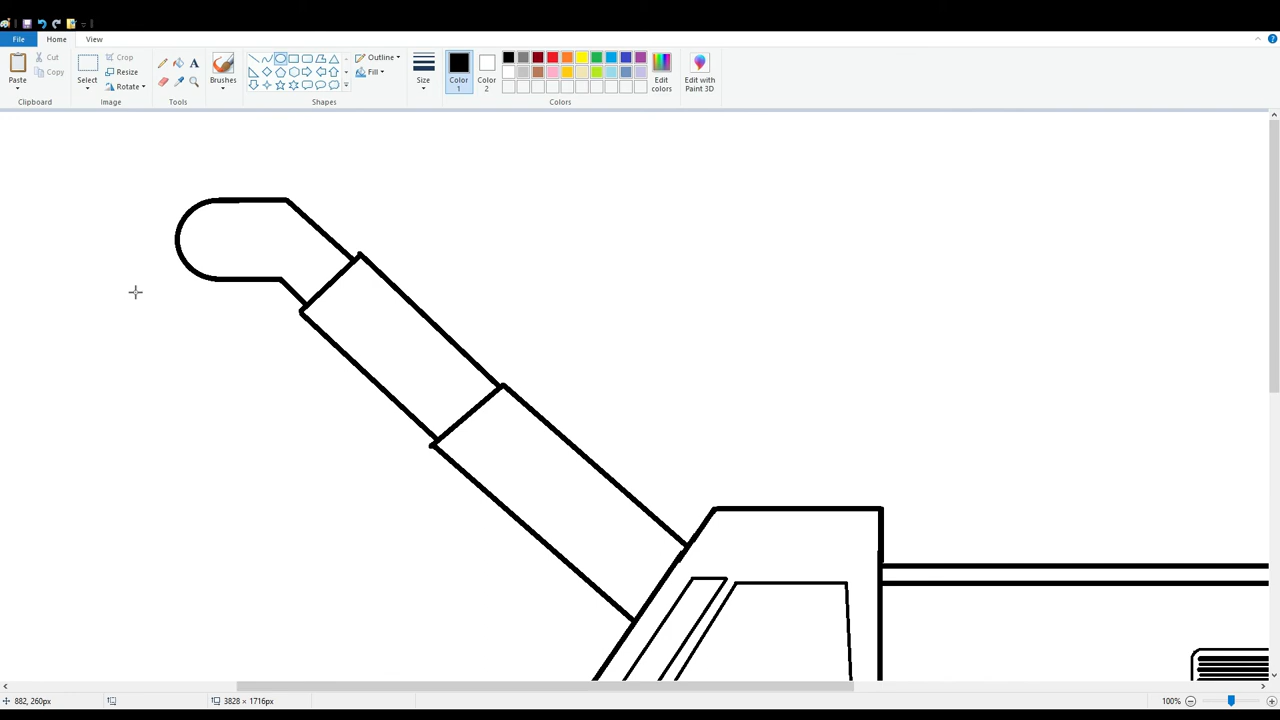 File Home View
Paste
Cut
Copy
Clipboard
Select
Crop
Resize
Rotate
Image
Tools
Brushes
Shapes
Outline
Fill
Size
Color
1
Color
2
Edit
colors
Colors
Edit with
Paint 3D
882, 260px
3828 × 1716px
100%